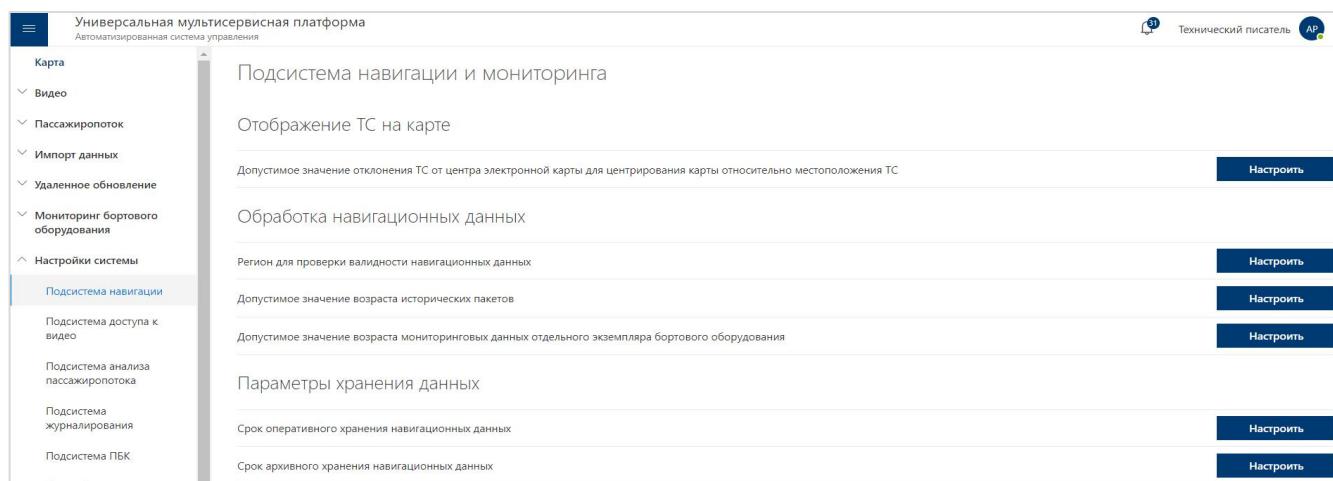 Универсальная мультисервисная платформа
Автоматизированная система управления
31
Технический писатель
AP
Карта
Видео
Пассажиропоток
Импорт данных
Удаленное обновление
Мониторинг бортового
оборудования
Настройки системы
Подсистема навигации
Подсистема доступа к
видео
Подсистема анализа
пассажиропотока
Подсистема
журналирования
Подсистема ПБК
Подсистема навигации и мониторинга
Отображение ТС на карте
Допустимое значение отклонения ТС от центра электронной карты для центрирования карты относительно местоположения ТС
Настроить
Обработка навигационных данных
Регион для проверки валидности навигационных данных
Настроить
Допустимое значение возраста исторических пакетов
Настроить
Допустимое значение возраста мониторинговых данных отдельного экземпляра бортового оборудования
Настроить
Параметры хранения данных
Срок оперативного хранения навигационных данных
Настроить
Срок архивного хранения навигационных данных
Настроить